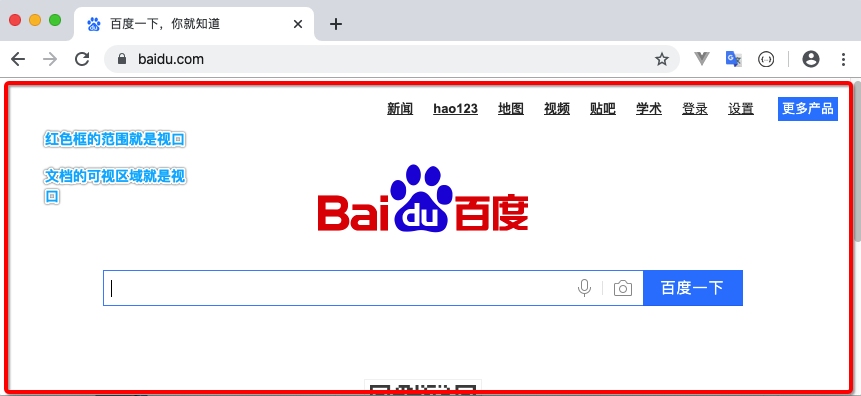 百度一下，你就知道
baidu.com
新闻 hao123 地图 视频 贴吧 学术 登录 设置 更多产品
红色框的范围就是视口
文档的可视区域就是视
口
Bai du 百度
百度一下